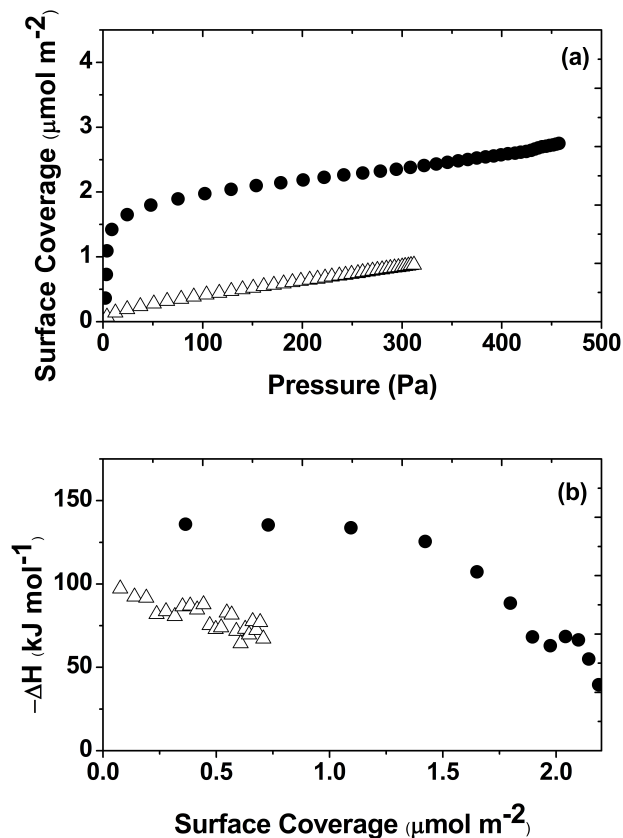 (a)
Surface Coverage (μmol m-2)
4
3
2
1
0
0 100 200 300 400 500
Pressure (Pa)
(b)
−ΔH (kJ mol-1)
150
100
50
0
0.0 0.5 1.0 1.5 2.0
Surface Coverage (μmol m-2)